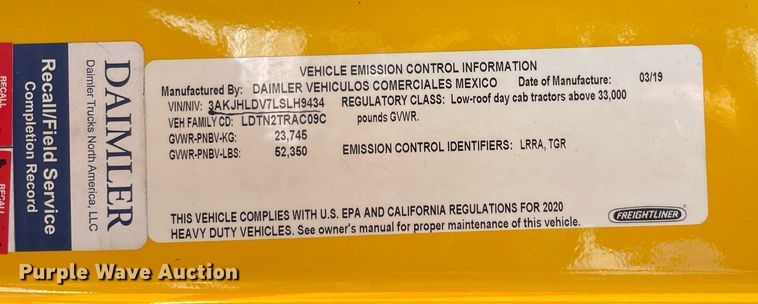 RECALL
RECALL
Recall/Field Service
Completion Record
DAIMLER
Daimler Trucks North America, LLC
VEHICLE EMISSION CONTROL INFORMATION
Manufactured By: DAIMLER VEHICULOS COMERCIALES MEXICO Date of Manufacture: 03/19
VIN/NIV: 3AKJHLDV7LSLH9434 REGULATORY CLASS: Low-roof day cab tractors above 33,000
VEH FAMILY CD: LDTN2TRAC09C pounds GVWR.
GVWR-PNBV-KG: 23,745
GVWR-PNBV-LBS: 52,350 EMISSION CONTROL IDENTIFIERS: LRRA, TGR
THIS VEHICLE COMPLIES WITH U.S. EPA AND CALIFORNIA REGULATIONS FOR 2020
HEAVY DUTY VEHICLES. See owner's manual for proper maintenance of this vehicle.
FREIGHTLINER
Purple Wave Auction